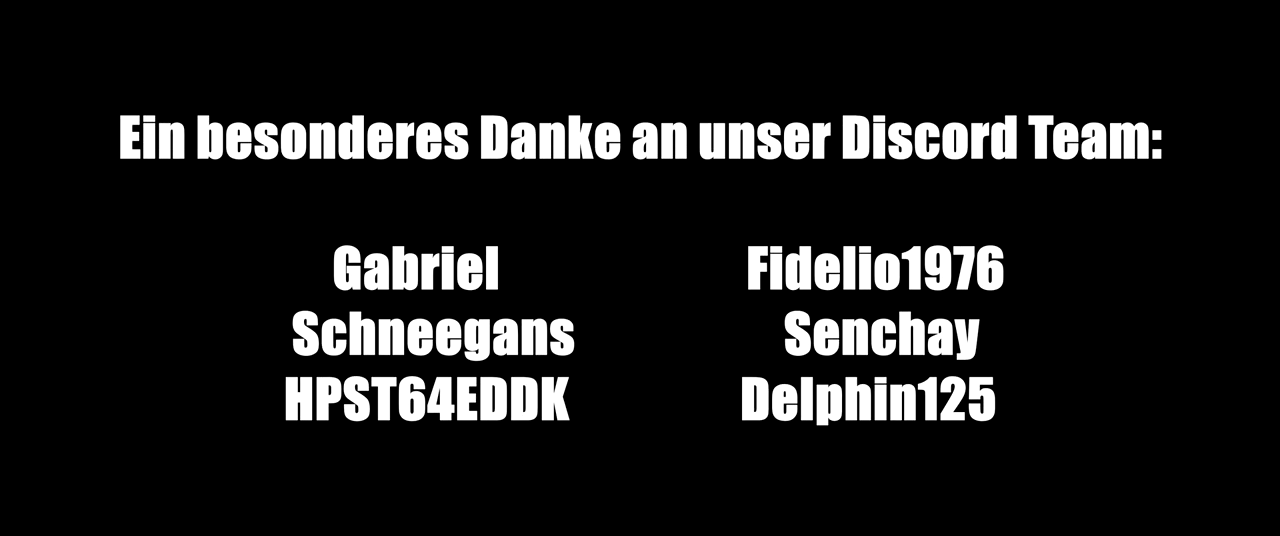 Ein besonderes Danke an unser Discord Team:
Gabriel Fidelio1976
Schneegans Senchay
HPST64EDDK Delphin125